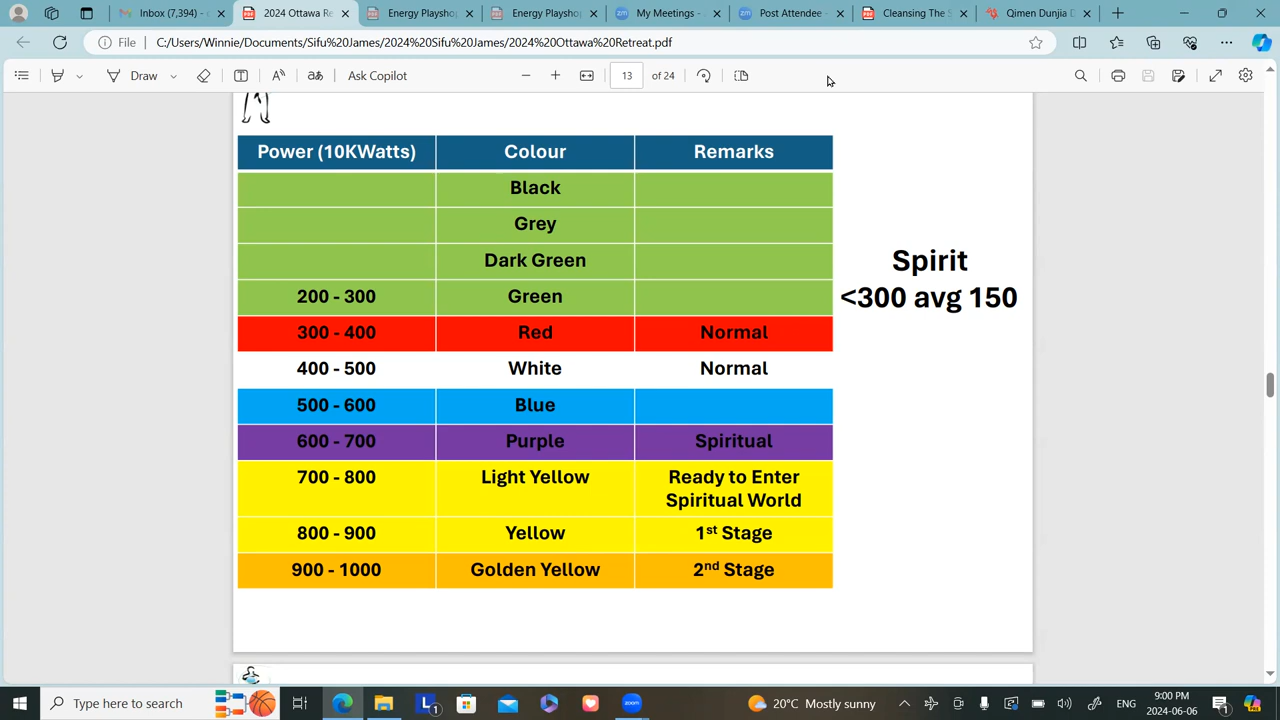 Inbox (7,394) -
2024 Ottawa Re
Energy Playshop
Energy Playshop
My Meetings -
Post Attendee -
Cleansing The S
Qimen Dunjia D
File
C:/Users/Winnie/Documents/Sifu%20James/2024%20Sifu%20James/2024%20Ottawa%20Retreat.pdf
Draw
Ask Copilot
13 of 24
Power (10KWatts) Colour Remarks
Black
Grey
Dark Green
200 - 300 Green
300 - 400 Red Normal
400 - 500 White Normal
500 - 600 Blue
600 - 700 Purple Spiritual
700 - 800 Light Yellow Ready to Enter
Spiritual World
800 - 900 Yellow 1st Stage
900 - 1000 Golden Yellow 2nd Stage
Spirit
<300 avg 150
Type here to search
zoom
20°C Mostly sunny
9:00 PM
2024-06-06